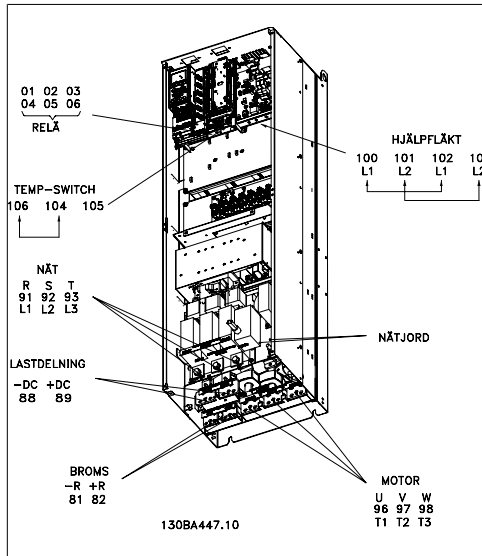 01 02 03
04 05 06
RELÄ
HJÄLPFLÄKT
100 101 102 10
L1 L2 L1 L2
TEMP-SWITCH
106 104 105
NÄT
R S T
91 92 93
L1 L2 L3
NÄTJORD
LASTDELNING
-DC +DC
88 89
BROMS
-R +R
81 82
MOTOR
U V W
96 97 98
T1 T2 T3
130BA447.10